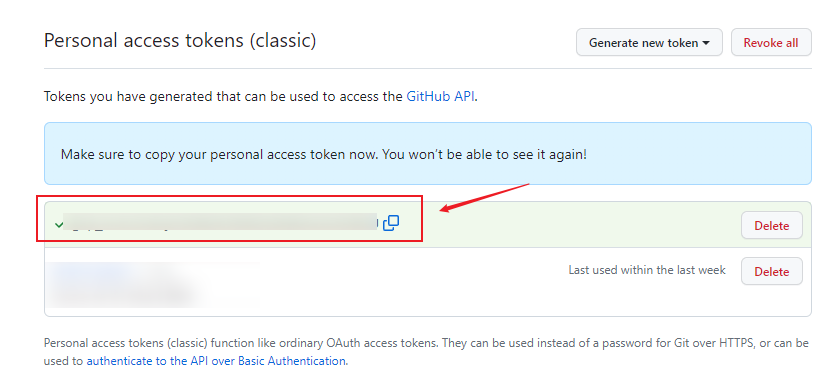 Personal access tokens (classic)
Generate new token
Revoke all
Tokens you have generated that can be used to access the GitHub API.
Make sure to copy your personal access token now. You won't be able to see it again!
Delete
Last used within the last week
Delete
Personal access tokens (classic) function like ordinary OAuth access tokens. They can be used instead of a password for Git over HTTPS, or can be
used to authenticate to the API over Basic Authentication.